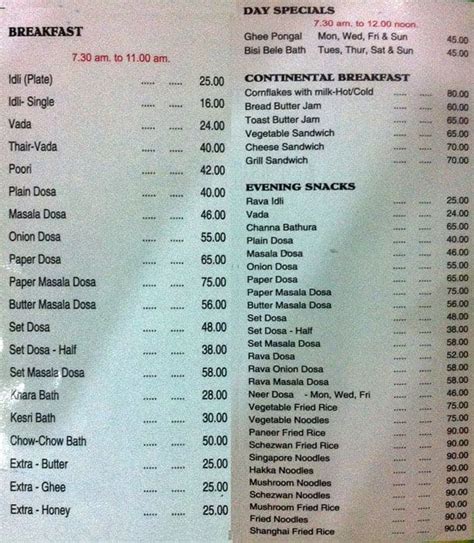 BREAKFAST
7.30 am. to 11.00 am.
Idli (Plate) ..... ..... 25.00
Idli- Single ..... ..... 16.00
Vada ..... ..... 24.00
Thair-Vada ..... ..... 40.00
Poori ..... ..... 42.00
Plain Dosa ..... ..... 40.00
Masala Dosa ..... ..... 46.00
Onion Dosa ..... ..... 55.00
Paper Dosa ..... ..... 65.00
Paper Masala Dosa ..... ..... 75.00
Butter Masala Dosa ..... ..... 56.00
Set Dosa ..... ..... 48.00
Set Dosa - Half ..... ..... 38.00
Set Masala Dosa ..... ..... 58.00
Khara Bath ..... ..... 28.00
Kesri Bath ..... ..... 30.00
Chow-Chow Bath ..... ..... 50.00
Extra - Butter ..... ..... 25.00
Extra - Ghee ..... ..... 25.00
Extra - Honey ..... ..... 25.00
DAY SPECIALS
7.30 am. to 12.00 noon.
Ghee Pongal Mon, Wed, Fri & Sun 45.00
Bisi Bele Bath Tues, Thur, Sat & Sun 45.00
CONTINENTAL BREAKFAST
Cornflakes with milk-Hot/Cold ..... 80.00
Bread Butter Jam ..... 60.00
Toast Butter Jam .....
Vegetable Sandwich .....
Cheese Sandwich ..... 70.00
Grill Sandwich ..... 70.00
EVENING SNACKS
Rava Idli ..... 25.00
Vada ..... 24.00
Channa Bathura .....
Plain Dosa ..... 40.00
Masala Dosa ..... 46.00
Onion Dosa ..... 55.00
Paper Dosa ..... 65.00
Paper Masala Dosa ..... 75.00
Butter Masala Dosa ..... 56.00
Set Dosa ..... 48.00
Set Dosa - Half ..... 38.00
Set Masala Dosa ..... 58.00
Rava Dosa ..... 52.00
Rava Onion Dosa ..... 58.00
Rava Masala Dosa ..... 58.00
Neer Dosa - Mon, Wed, Fri ..... 46.00
Vegetable Fried Rice ..... 75.00
Vegetable Noodles ..... 75.00
Paneer Fried Rice ..... 90.00
Schezwan Fried Rice ..... 90.00
Singapore Noodles ..... 90.00
Hakka Noodles ..... 90.00
Mushroom Noodles ..... 90.00
Schezwan Noodles ..... 90.00
Mushroom Fried Rice ..... 90.00
Fried Noodles ..... 90.00
Shanghai Fried Rice ..... 90.00